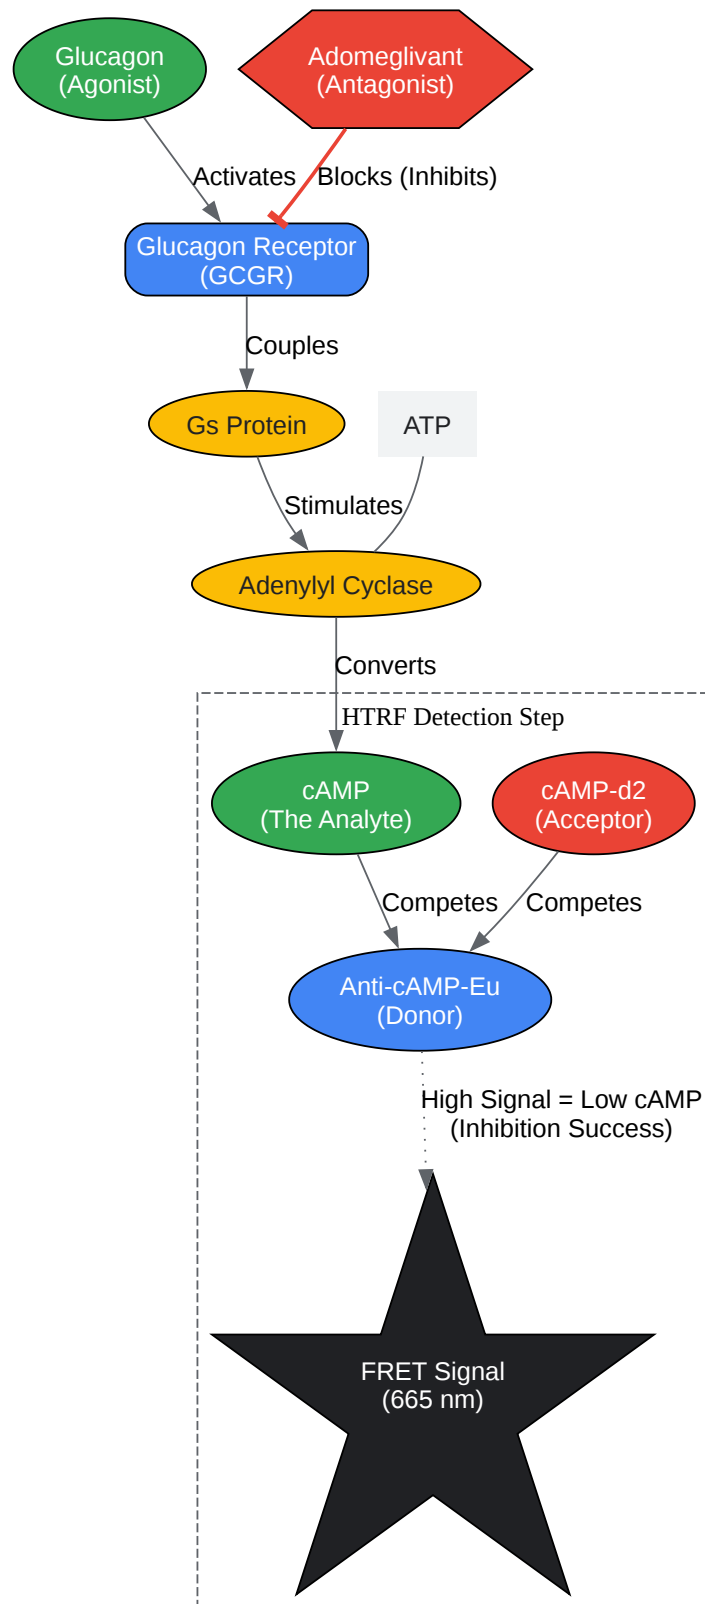 Glucagon
(Agonist)
Adomeglivant
(Antagonist)
Activates
Blocks (Inhibits)
Glucagon Receptor
(GCGR)
Couples
Gs Protein
ATP
Stimulates
Adenylyl Cyclase
Converts
HTRF Detection Step
cAMP
(The Analyte)
cAMP-d2
(Acceptor)
Competes
Competes
Anti-cAMP-Eu
(Donor)
High Signal = Low cAMP
(Inhibition Success)
FRET Signal
(665 nm)